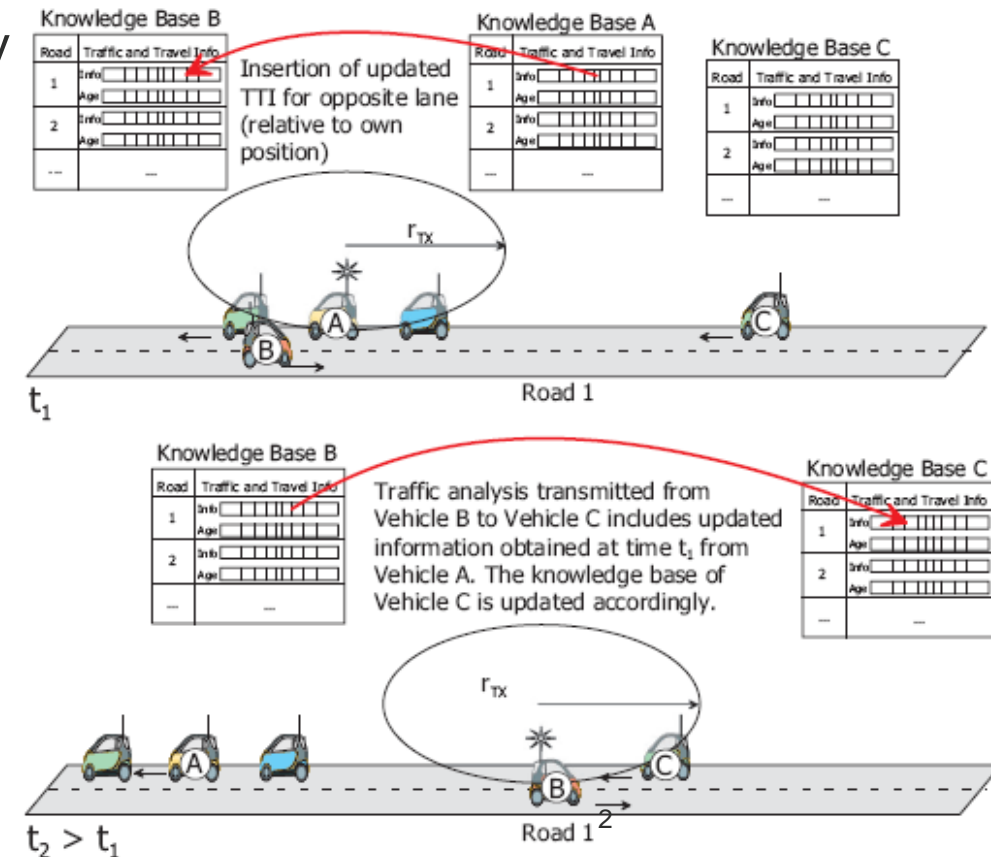 y
Knowledge Base B
Road Traffic and Travel Info
1 Info
Age
2 Info
Age
... ...
Insertion of updated
TTI for opposite lane
(relative to own
position)
Knowledge Base A
Road Traffic and Travel Info
1 Info
Age
2 Info
Age
... ...
Knowledge Base C
Road Traffic and Travel Info
1 Info
Age
2 Info
Age
... ...
rTX
A
B
C
Road 1
t1
Knowledge Base B
Road Traffic and Travel Info
1 Info
Age
2 Info
Age
... ...
Traffic analysis transmitted from
Vehicle B to Vehicle C includes updated
information obtained at time t1 from
Vehicle A. The knowledge base of
Vehicle C is updated accordingly.
Knowledge Base C
Road Traffic and Travel Info
1 Info
Age
2 Info
Age
... ...
rTX
A
B
C
Road 1
2
t2 > t1